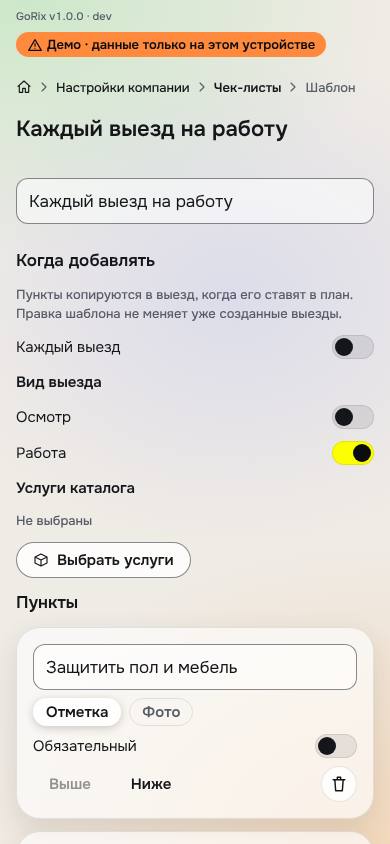 GoRix v1.0.0 · dev
Демо · данные только на этом устройстве
Настройки компании > Чек-листы > Шаблон
Каждый выезд на работу
Каждый выезд на работу
Когда добавлять
Пункты копируются в выезд, когда его ставят в план.
Правка шаблона не меняет уже созданные выезды.
Каждый выезд
Вид выезда
Осмотр
Работа
Услуги каталога
Не выбраны
Выбрать услуги
Пункты
Защитить пол и мебель
Отметка Фото
Обязательный
Выше Ниже